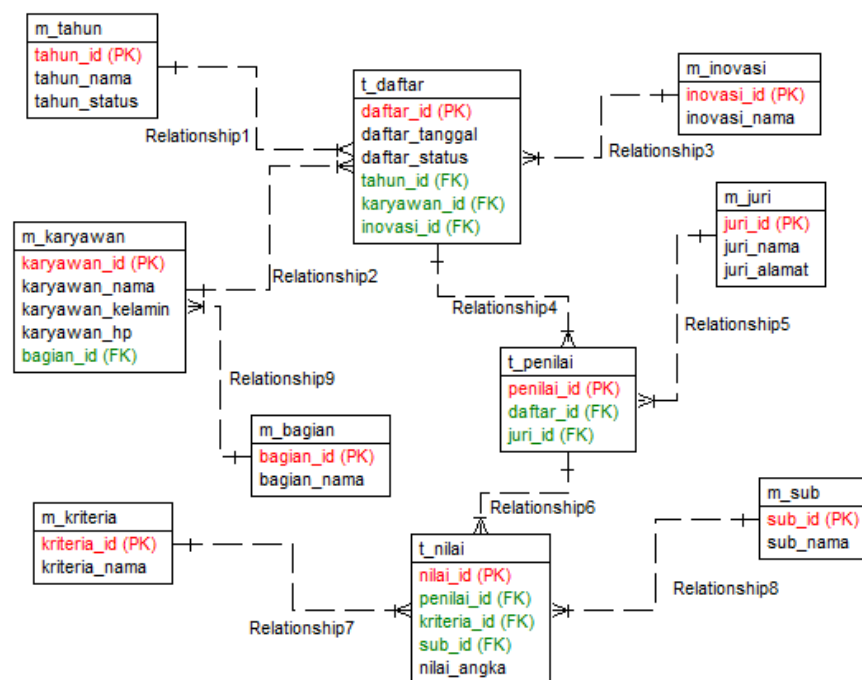 m_tahun
tahun_id (PK)
tahun_nama
tahun_status
Relationship1
t_daftar
daftar_id (PK)
daftar_tanggal
daftar_status
tahun_id (FK)
karyawan_id (FK)
inovasi_id (FK)
m_inovasi
inovasi_id (PK)
inovasi_nama
Relationship3
m_karyawan
karyawan_id (PK)
karyawan_nama
karyawan_kelamin
karyawan_hp
bagian_id (FK)
Relationship2
m_juri
juri_id (PK)
juri_nama
juri_alamat
Relationship4
Relationship5
Relationship9
t_penilai
penilai_id (PK)
daftar_id (FK)
juri_id (FK)
m_bagian
bagian_id (PK)
bagian_nama
Relationship6
m_kriteria
kriteria_id (PK)
kriteria_nama
Relationship7
t_nilai
nilai_id (PK)
penilai_id (FK)
kriteria_id (FK)
sub_id (FK)
nilai_angka
m_sub
sub_id (PK)
sub_nama
Relationship8